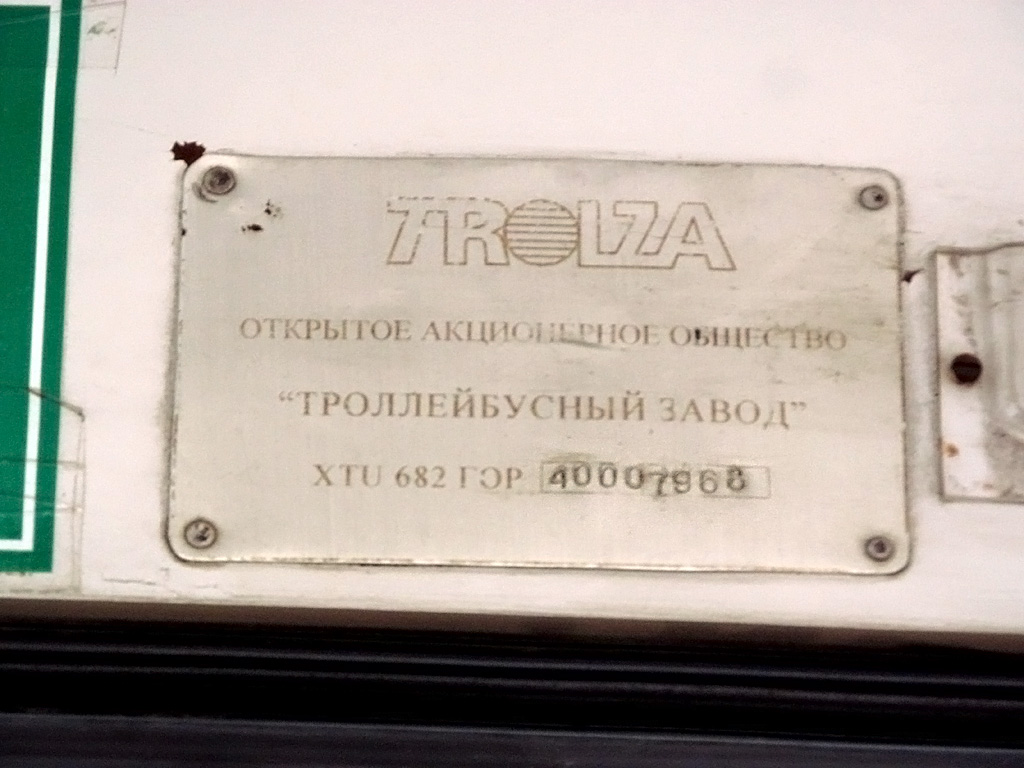 TROLZA
ОТКРЫТОЕ АКЦИОНЕРНОЕ ОБЩЕСТВО
“ТРОЛЛЕЙБУСНЫЙ ЗАВОД”
XTU 682 ГЭР 40007968